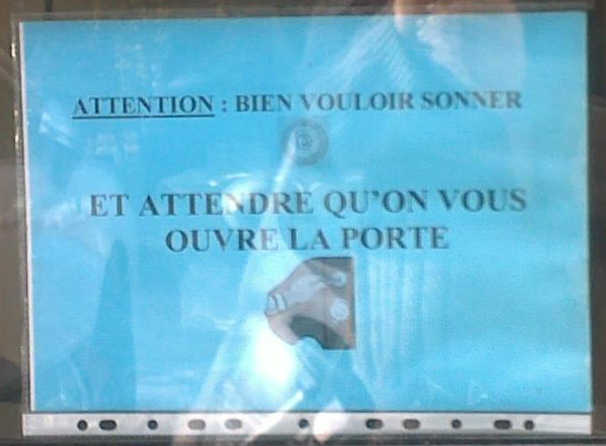 ATTENTION : BIEN VOULOIR SONNER
ET ATTENDRE QU'ON VOUS
OUVRE LA PORTE